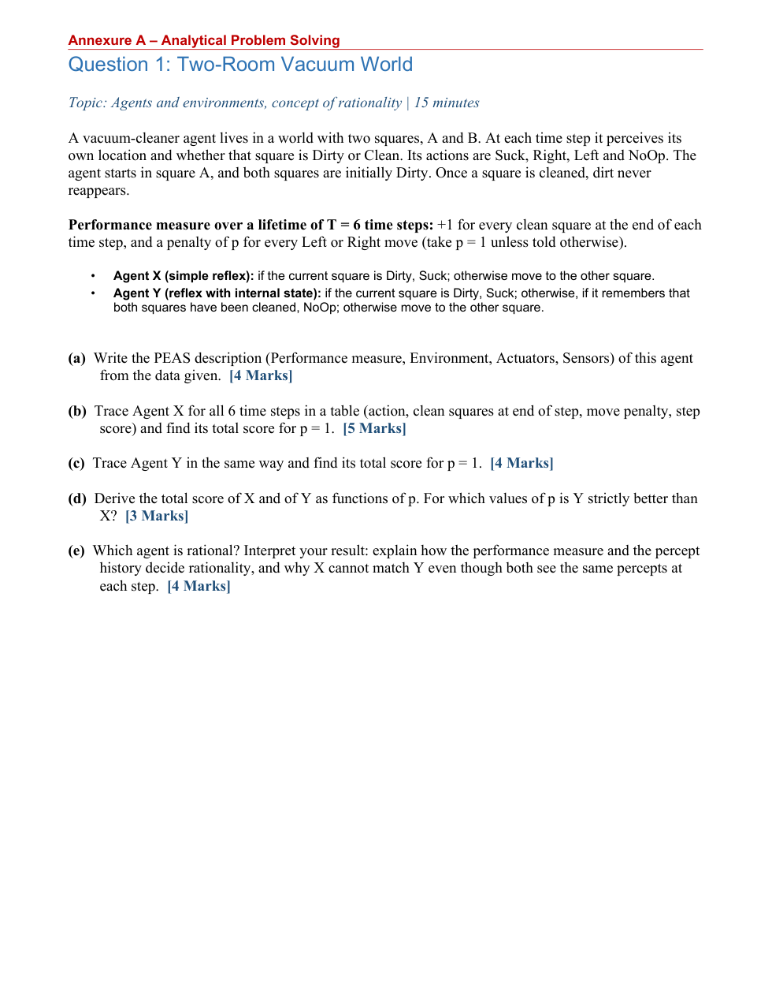 Annexure A – Analytical Problem Solving
Question 1: Two-Room Vacuum World
Topic: Agents and environments, concept of rationality | 15 minutes
A vacuum-cleaner agent lives in a world with two squares, A and B. At each time step it perceives its
own location and whether that square is Dirty or Clean. Its actions are Suck, Right, Left and NoOp. The
agent starts in square A, and both squares are initially Dirty. Once a square is cleaned, dirt never
reappears.
Performance measure over a lifetime of T = 6 time steps: +1 for every clean square at the end of each
time step, and a penalty of p for every Left or Right move (take p = 1 unless told otherwise).
• Agent X (simple reflex): if the current square is Dirty, Suck; otherwise move to the other square.
• Agent Y (reflex with internal state): if the current square is Dirty, Suck; otherwise, if it remembers that
both squares have been cleaned, NoOp; otherwise move to the other square.
(a) Write the PEAS description (Performance measure, Environment, Actuators, Sensors) of this agent
from the data given. [4 Marks]
(b) Trace Agent X for all 6 time steps in a table (action, clean squares at end of step, move penalty, step
score) and find its total score for p = 1. [5 Marks]
(c) Trace Agent Y in the same way and find its total score for p = 1. [4 Marks]
(d) Derive the total score of X and of Y as functions of p. For which values of p is Y strictly better than
X? [3 Marks]
(e) Which agent is rational? Interpret your result: explain how the performance measure and the percept
history decide rationality, and why X cannot match Y even though both see the same percepts at
each step. [4 Marks]